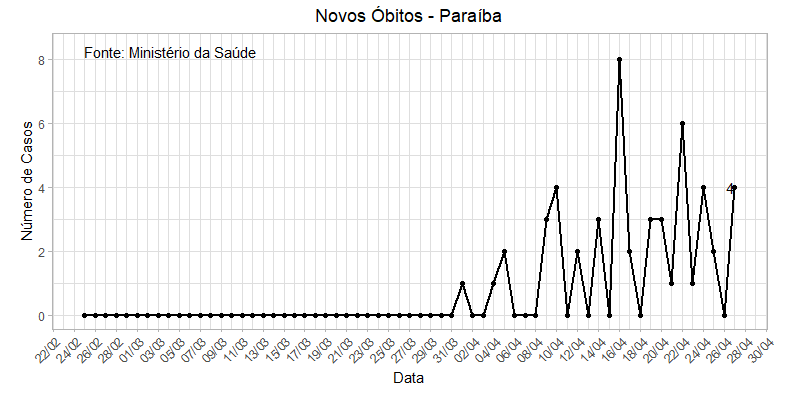 Novos Óbitos - Paraíba
Fonte: Ministério da Saúde
8
6
4
2
0
4
Número de Casos
22/02 24/02 26/02 28/02 01/03 03/03 05/03 07/03 09/03 11/03 13/03 15/03 17/03 19/03 21/03 23/03 25/03 27/03 29/03 31/03 02/04 04/04 06/04 08/04 10/04 12/04 14/04 16/04 18/04 20/04 22/04 24/04 26/04 28/04 30/04
Data